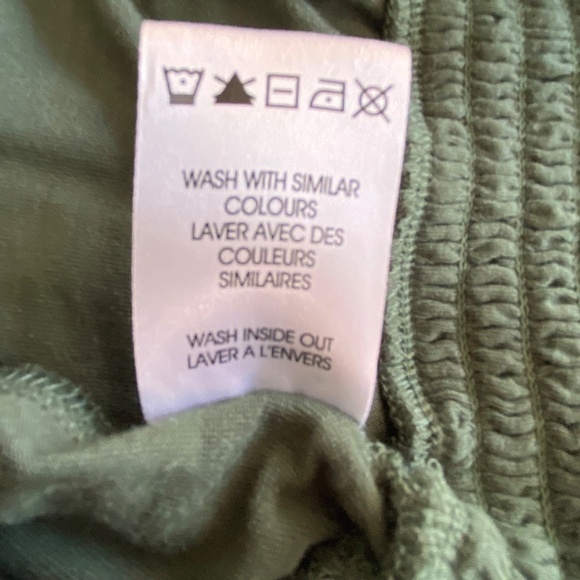 WASH WITH SIMILAR
COLOURS
LAVER AVEC DES
COULEURS
SIMILAIRES
WASH INSIDE OUT
LAVER A L'ENVERS